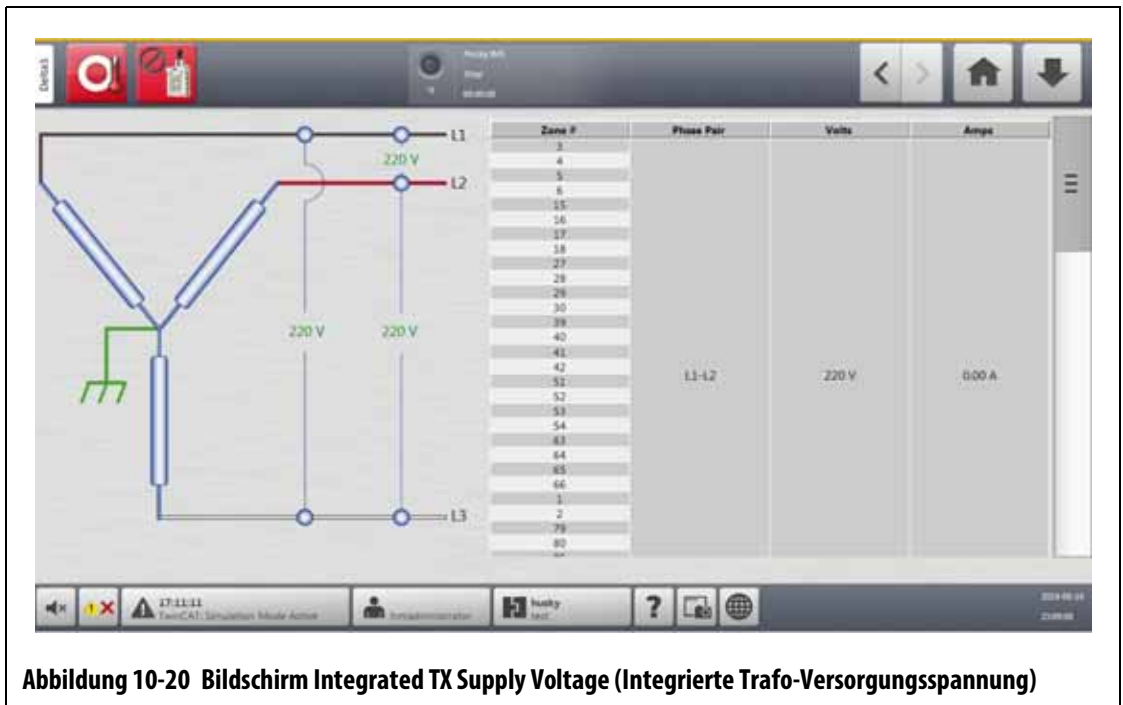 Delta3
Husky
L1
220 V
L2
220 V
220 V
L3
Zone # Phase Pair Volts Amps
3
4
5
6
15
16
17
18
27
28
29
30
39
40
41
42
51
52
53
54
63
64
65
66
1
2
79
80
L1-L2 220 V 0.00 A
17:11:11
TwinCAT: Simulation Mode Active
husky
test
?
Abbildung 10-20 Bildschirm Integrated TX Supply Voltage (Integrierte Trafo-Versorgungsspannung)